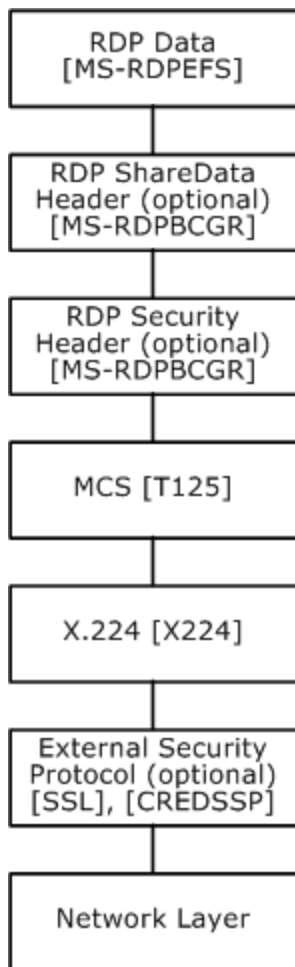 RDP Data
[MS-RDPEFS]
RDP ShareData
Header (optional)
[MS-RDPBCGR]
RDP Security
Header (optional)
[MS-RDPBCGR]
MCS [T125]
X.224 [X224]
External Security
Protocol (optional)
[SSL], [CREDSSP]
Network Layer